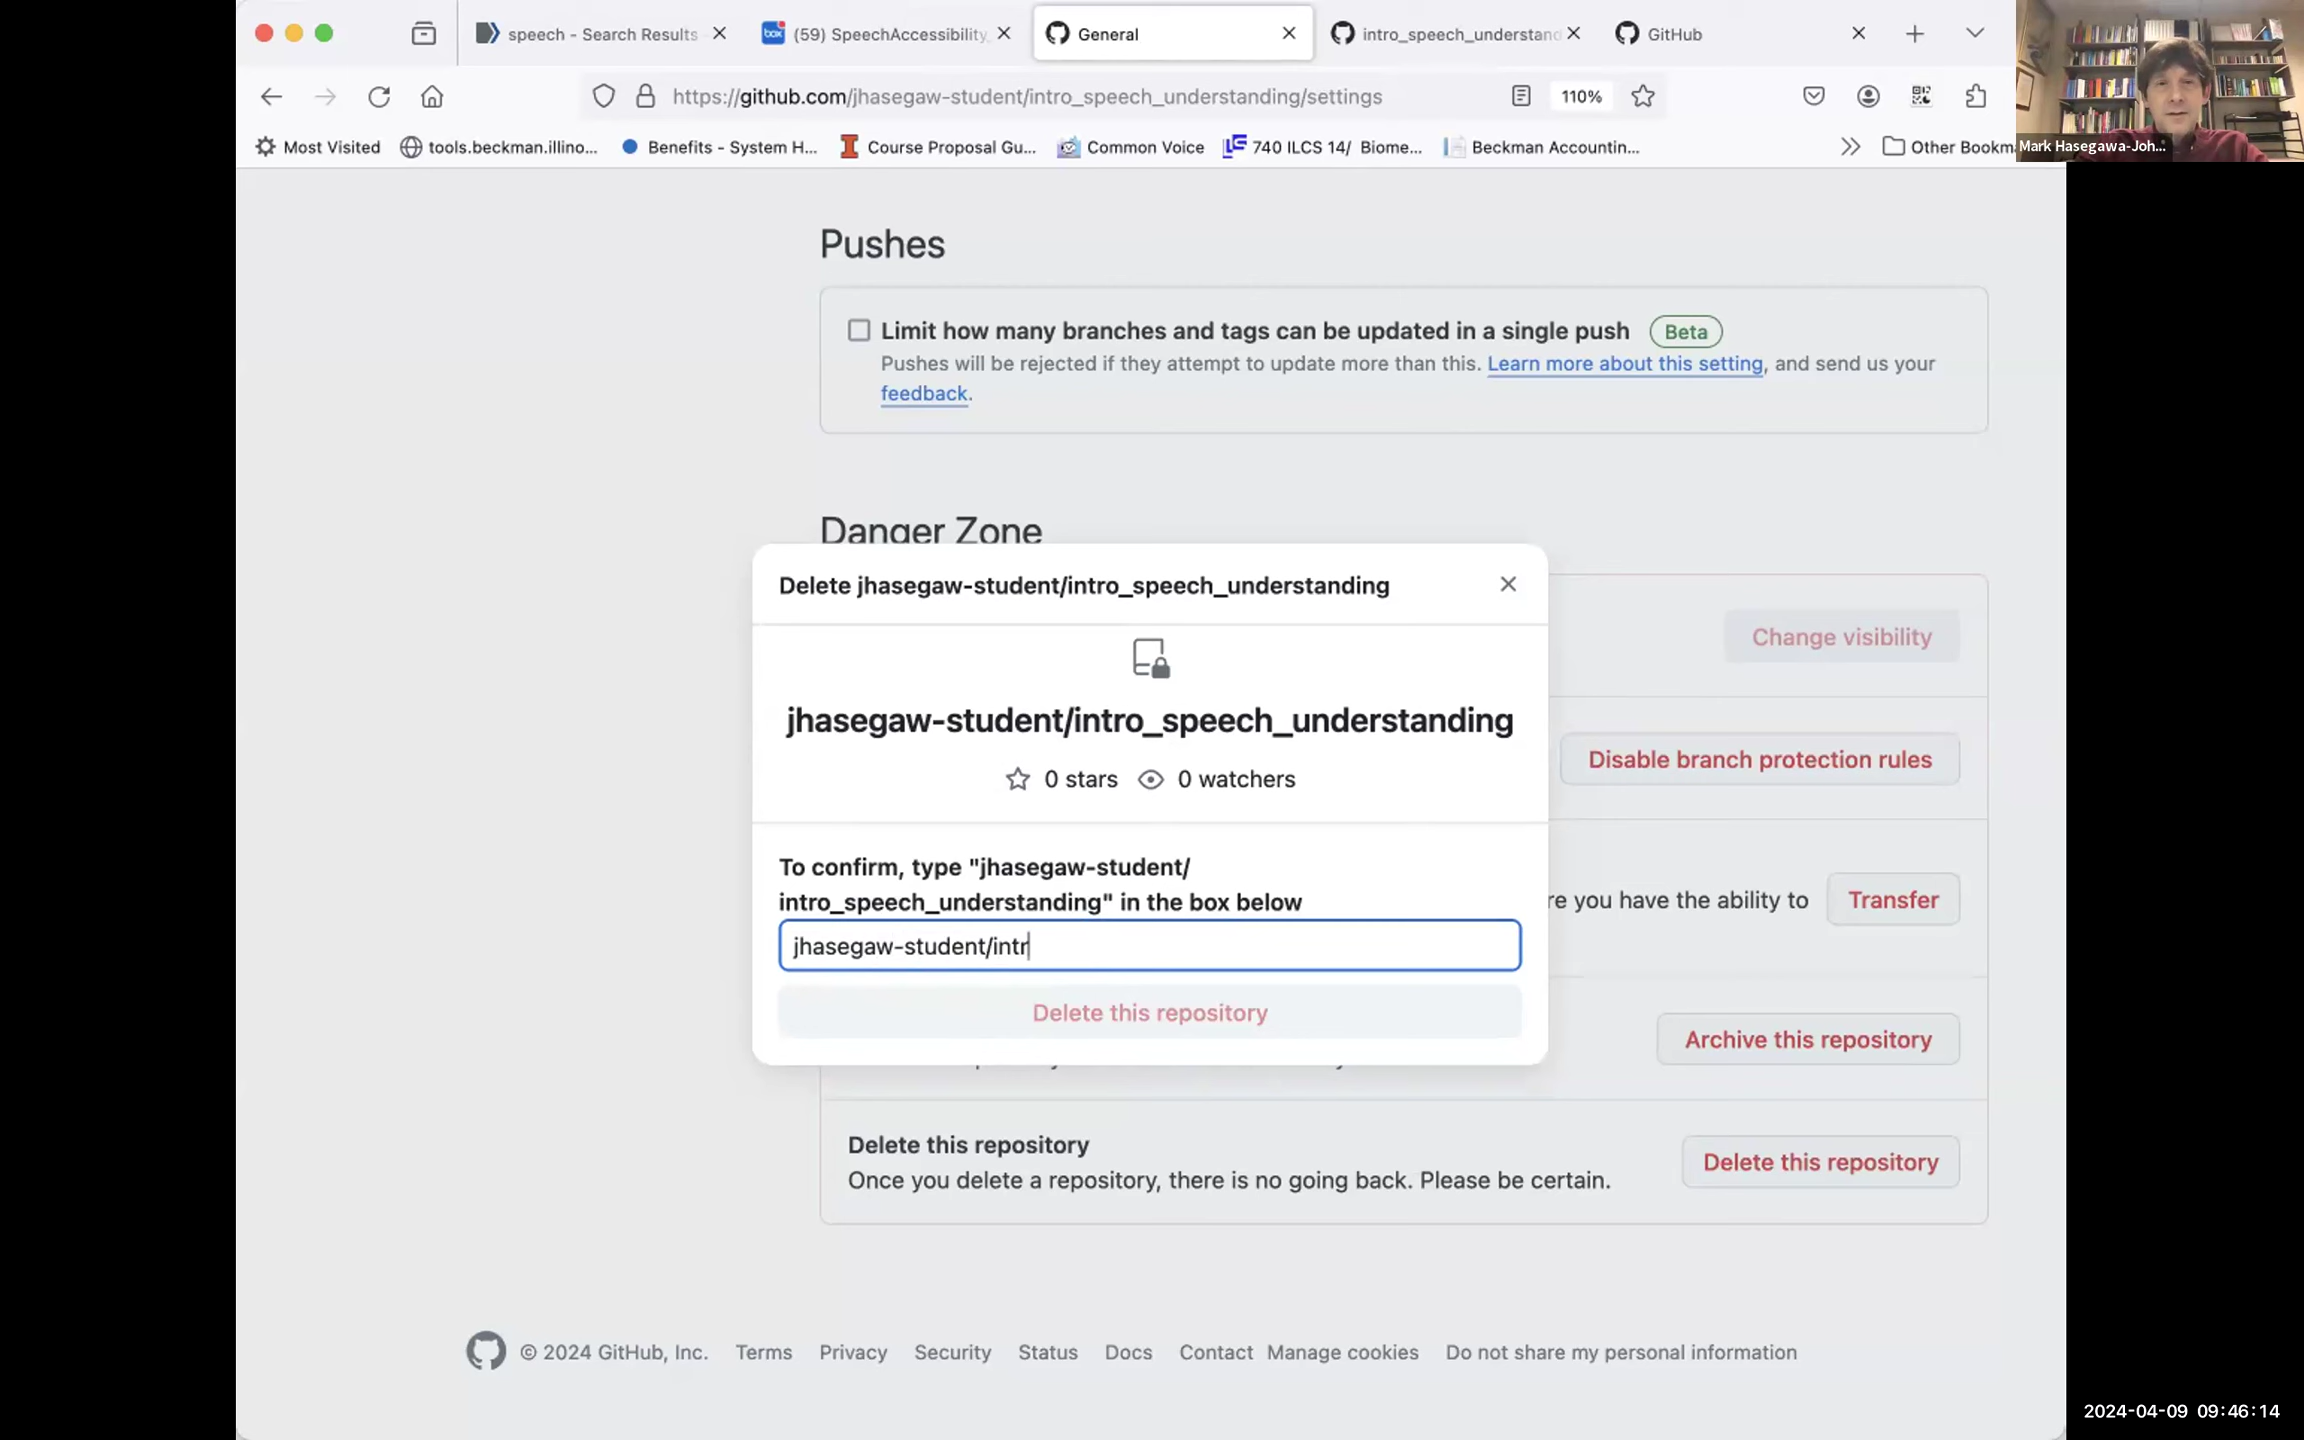 speech - Search Results
(59) SpeechAccessibility
General
intro_speech_understand
GitHub
https://github.com/jhasegaw-student/intro_speech_understanding/settings
110%
Most Visited
tools.beckman.illino...
Benefits - System H...
Course Proposal Gu...
Common Voice
740 ILCS 14/ Biome...
Beckman Accountin...
Other Bookm
Mark Hasegawa-Joh...
Pushes
Limit how many branches and tags can be updated in a single push Beta
Pushes will be rejected if they attempt to update more than this. Learn more about this setting, and send us your
feedback.
Danger Zone
Delete jhasegaw-student/intro_speech_understanding
Change visibility
jhasegaw-student/intro_speech_understanding
0 stars 0 watchers
Disable branch protection rules
To confirm, type "jhasegaw-student/
intro_speech_understanding" in the box below
re you have the ability to
Transfer
jhasegaw-student/intr
Delete this repository
Archive this repository
Delete this repository
Once you delete a repository, there is no going back. Please be certain.
Delete this repository
© 2024 GitHub, Inc. Terms Privacy Security Status Docs Contact Manage cookies Do not share my personal information
2024-04-09 09:46:14